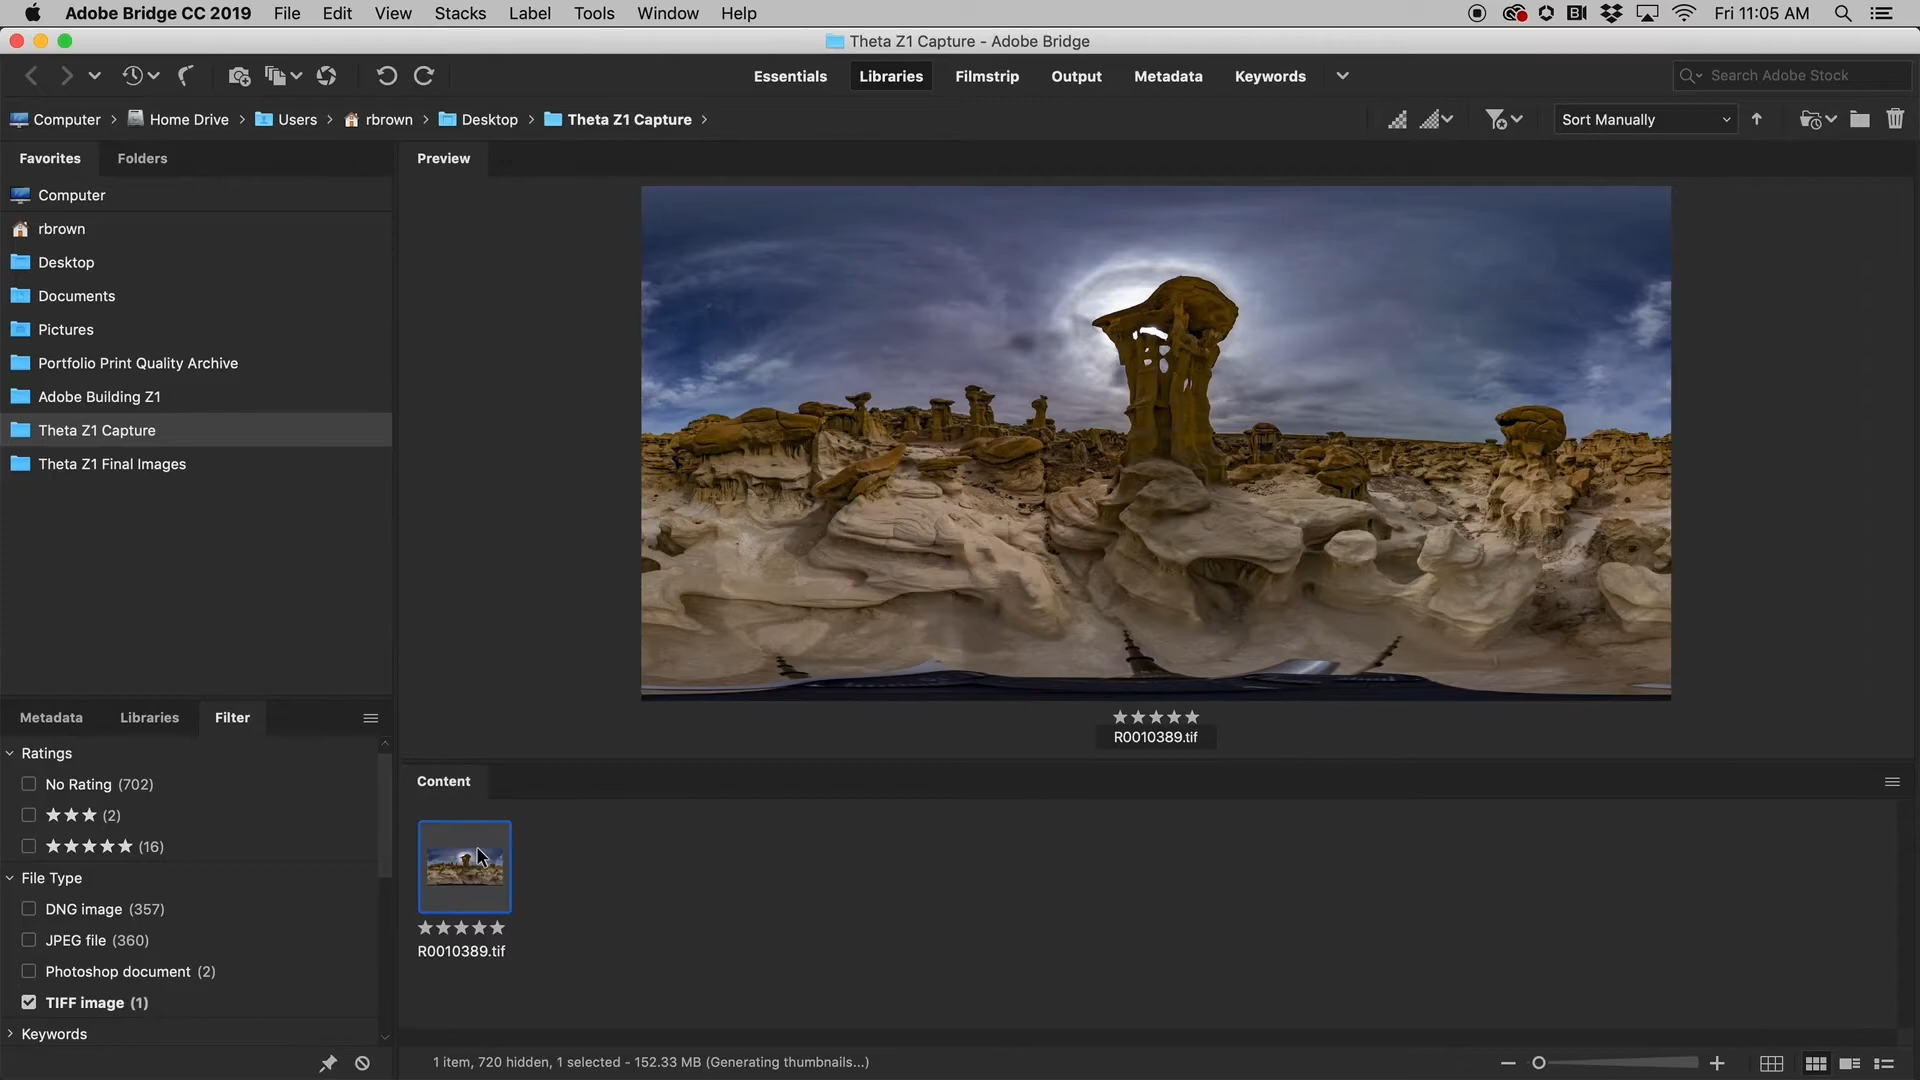 Adobe Bridge CC 2019 File Edit View Stacks Label Tools Window Help Fri 11:05 AM
Theta Z1 Capture - Adobe Bridge
Essentials Libraries Filmstrip Output Metadata Keywords Search Adobe Stock
Computer Home Drive Users rbrown Desktop Theta Z1 Capture Sort Manually
Favorites Folders
Preview
Computer
rbrown
Desktop
Documents
Pictures
Portfolio Print Quality Archive
Adobe Building Z1
Theta Z1 Capture
Theta Z1 Final Images
R0010389.tif
Metadata Libraries Filter
Ratings
No Rating (702)
★★★ (2)
★★★★★ (16)
File Type
DNG image (357)
JPEG file (360)
Photoshop document (2)
TIFF image (1)
Keywords
Content
★★★★★
R0010389.tif
1 item, 720 hidden, 1 selected - 152.33 MB (Generating thumbnails...)